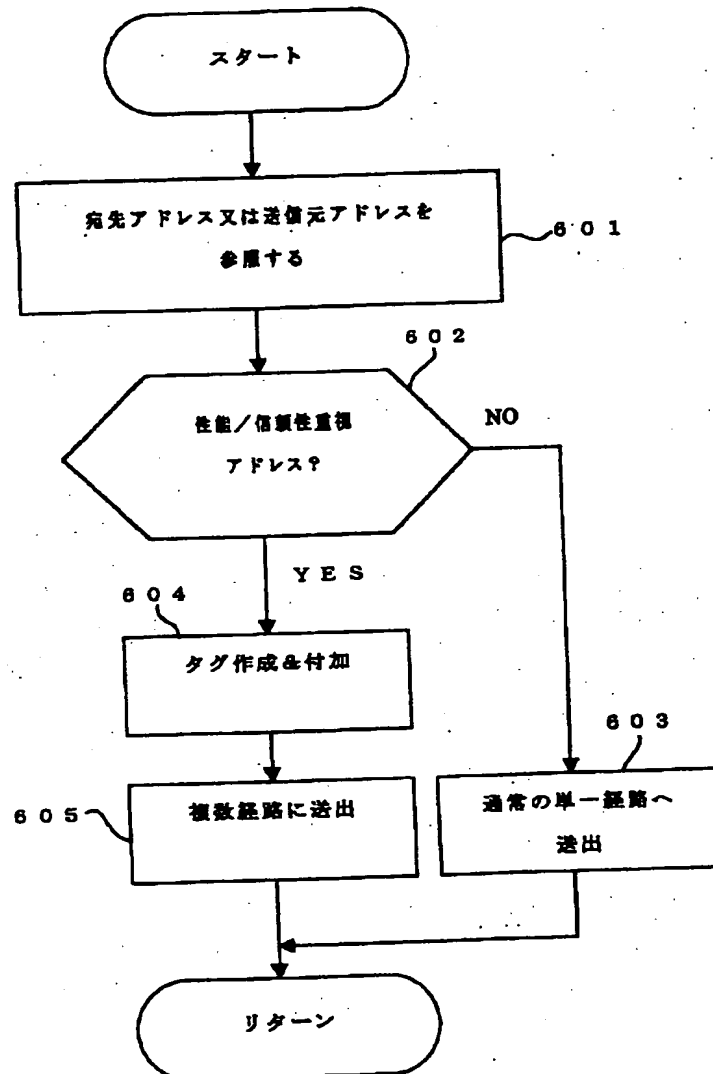 スタート
宛先アドレス又は送信元アドレスを
参照する
601
602
性能/信頼性重視
アドレス?
NO
YES
604
タグ作成&付加
603
605
複数経路に送出
通常の単一経路へ
送出
リターン